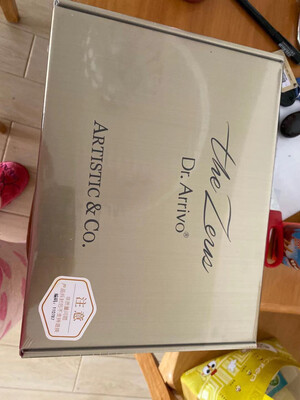 the Zeus
Dr. Arrivo®
ARTISTIC & CO.
注意